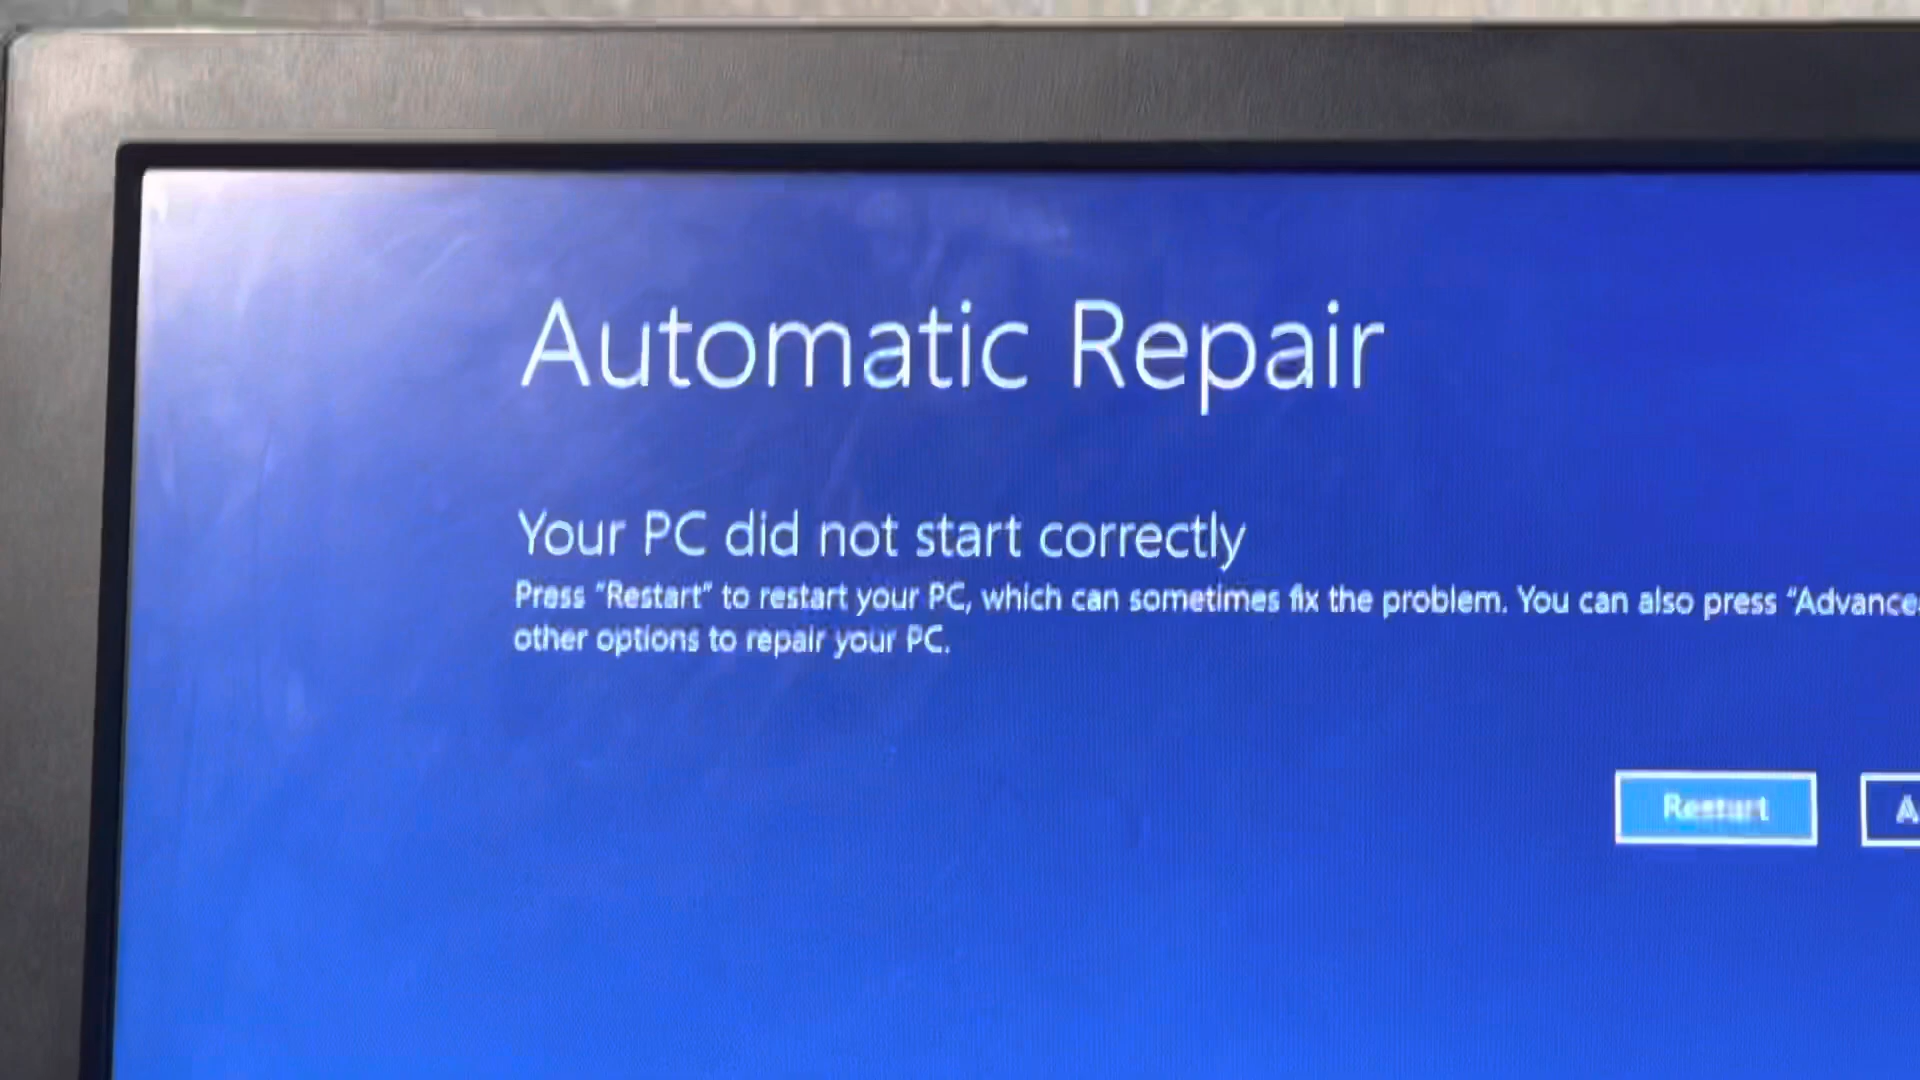 Automatic Repair
Your PC did not start correctly
Press “Restart” to restart your PC, which can sometimes fix the problem. You can also press “Advance
other options to repair your PC.
Restart
A